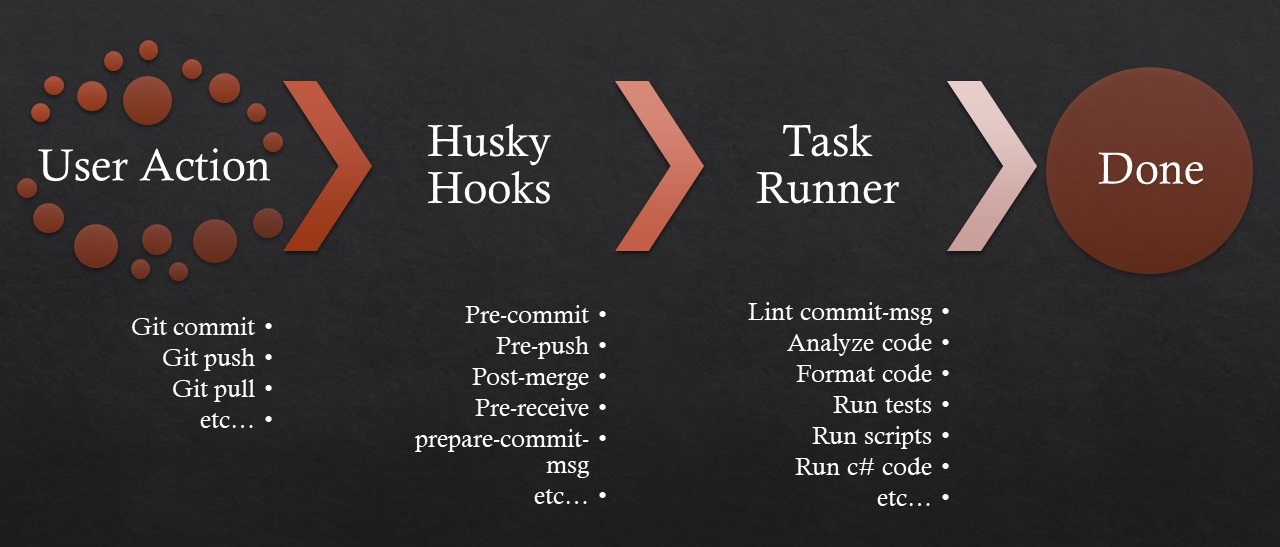 User Action
Husky
Hooks
Task
Runner
Done
Git commit •
Git push •
Git pull •
etc… •
Pre-commit •
Pre-push •
Post-merge •
Pre-receive •
prepare-commit- •
msg
etc… •
Lint commit-msg •
Analyze code •
Format code •
Run tests •
Run scripts •
Run c# code •
etc… •